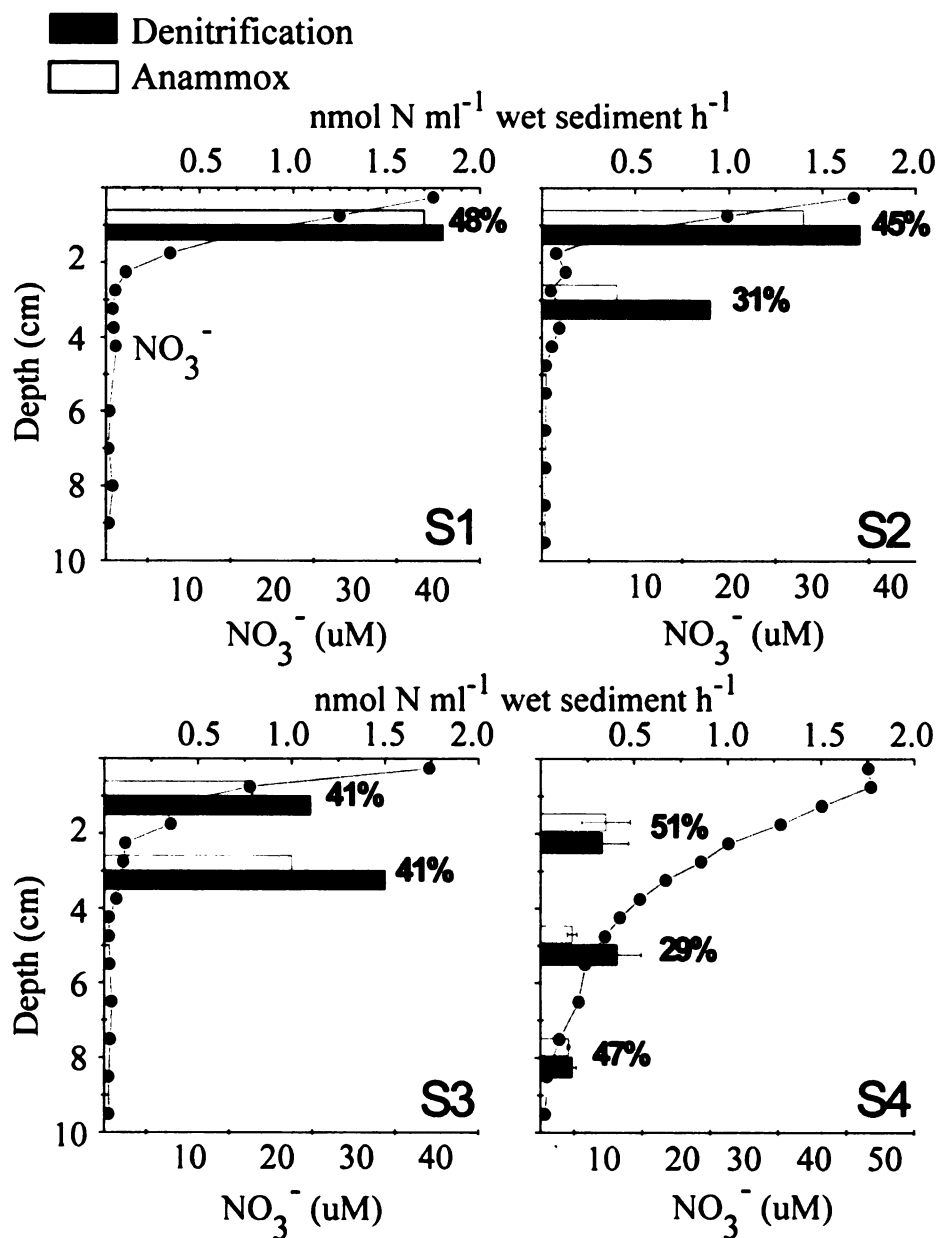 Denitrification
Anammox
nmol N ml⁻¹ wet sediment h⁻¹
0.5 1.0 1.5 2.0 0.5 1.0 1.5 2.0
48% 45%
2 31%
4 NO₃⁻
Depth (cm)
6
8
S1 S2
10
10 20 30 40 10 20 30 40
NO₃⁻ (uM) NO₃⁻ (uM)
nmol N ml⁻¹ wet sediment h⁻¹
0.5 1.0 1.5 2.0 0.5 1.0 1.5 2.0
41% 51%
2
41%
4
Depth (cm)
29%
6
8 47%
S3 S4
10
10 20 30 40 10 20 30 40 50
NO₃⁻ (uM) NO₃⁻ (uM)